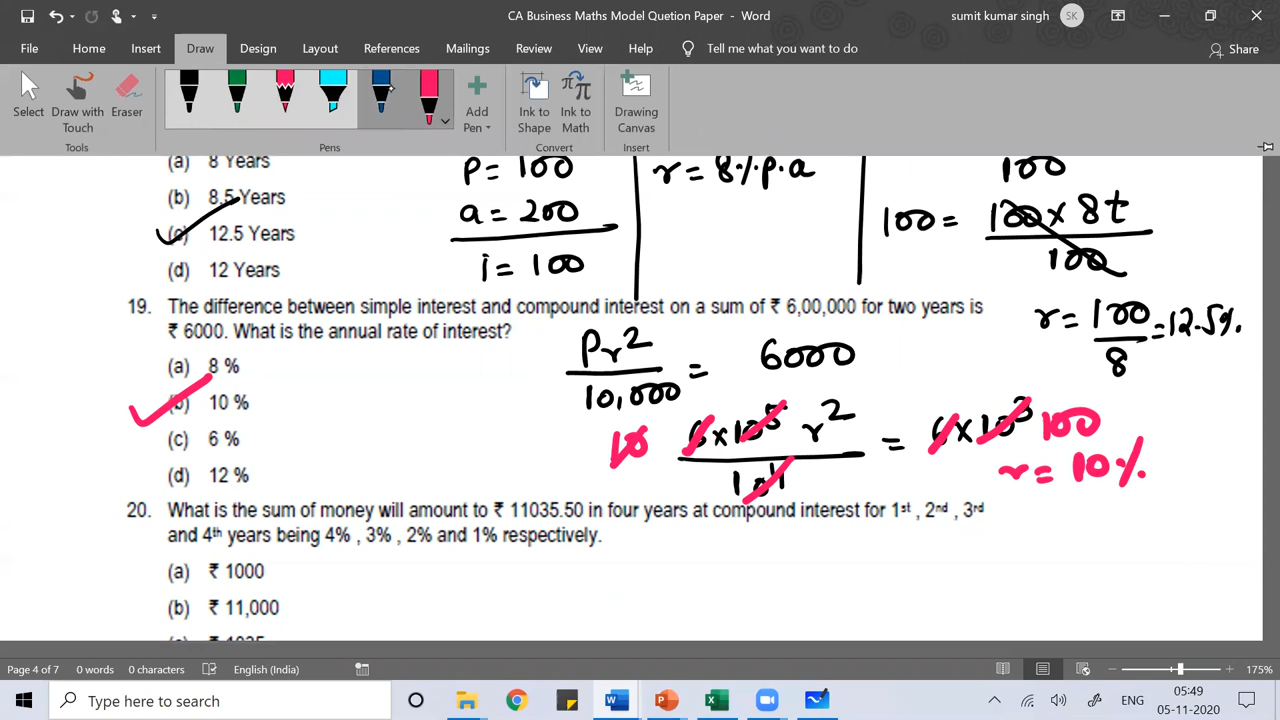 CA Business Maths Model Quetion Paper - Word
sumit kumar singh SK
File Home Insert Draw Design Layout References Mailings Review View Help Tell me what you want to do Share
Select Draw with Touch Eraser Add Pen Ink to Shape Ink to Math Drawing Canvas
Tools Pens Convert Insert
(a) 8 Years
(b) 8.5 Years
(c) 12.5 Years
(d) 12 Years
P = 100
a = 200
i = 100
r = 8% p.a
100
100 = 100 x 8t
100
r = 100 = 12.5%
8
19. The difference between simple interest and compound interest on a sum of ₹ 6,00,000 for two years is
₹ 6000. What is the annual rate of interest?
(a) 8 %
(b) 10 %
(c) 6 %
(d) 12 %
Pr2 = 6000
10,000
10 6x105 r2 = 6x103 100
r = 10%
20. What is the sum of money will amount to ₹ 11035.50 in four years at compound interest for 1st , 2nd , 3rd
and 4th years being 4% , 3% , 2% and 1% respectively.
(a) ₹ 1000
(b) ₹ 11,000
Page 4 of 7 0 words 0 characters English (India) 175%
Type here to search
ENG 05:49
05-11-2020